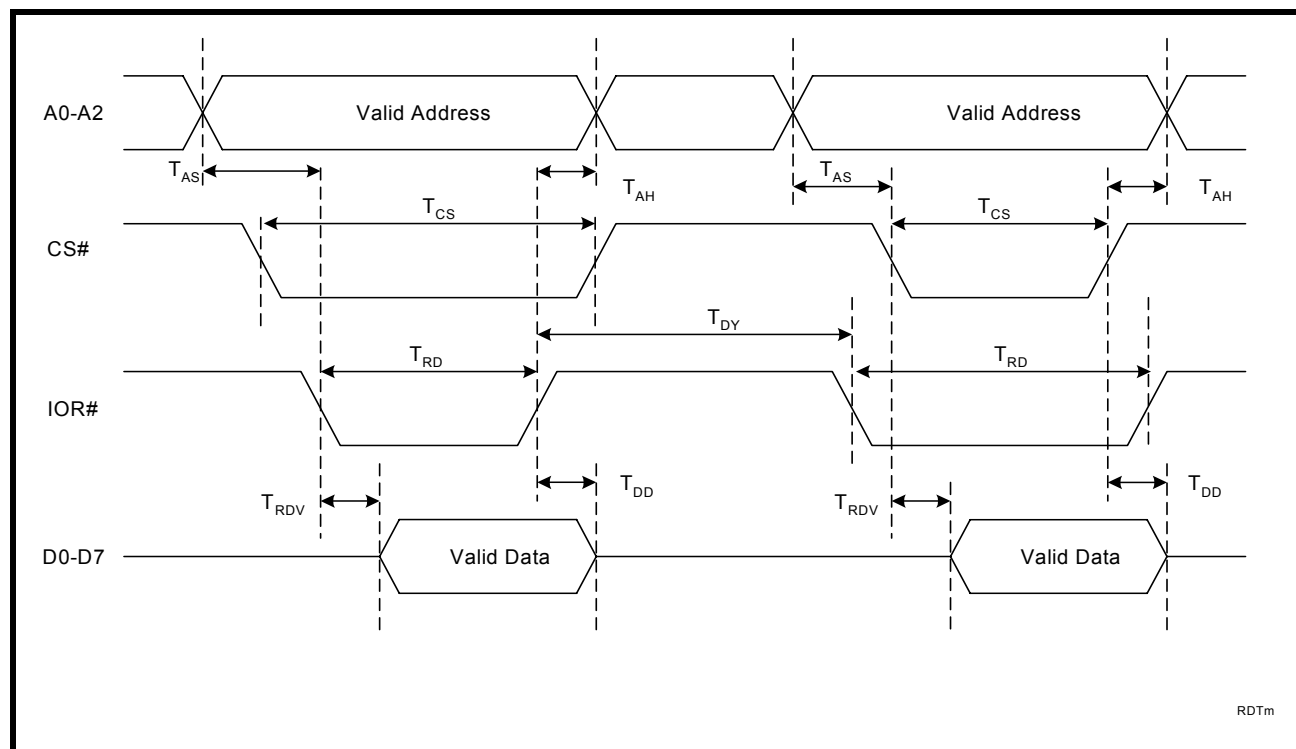 A0-A2
Valid Address
Valid Address
TAS
TAH
TAS
TAH
TCS
TCS
CS#
TDY
TRD
TRD
IOR#
TRDV
TDD
TRDV
TDD
D0-D7
Valid Data
Valid Data
RDTm